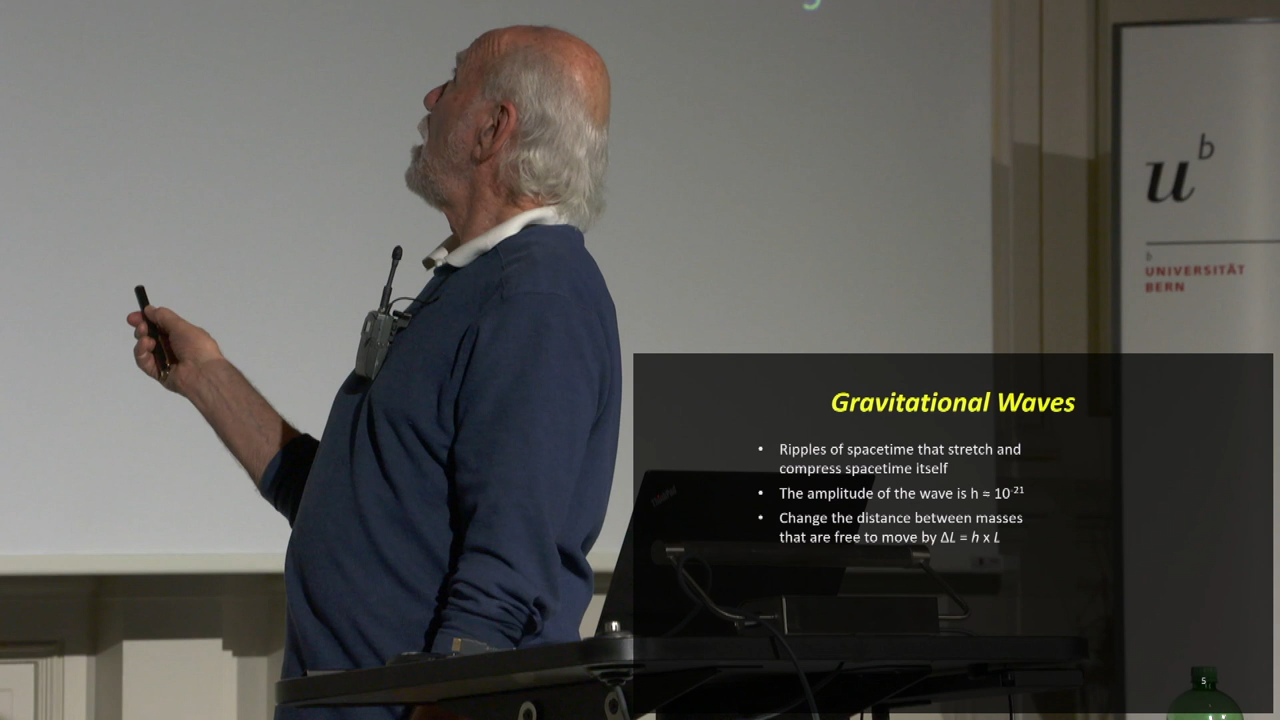 g
u
b
b
UNIVERSITÄT
BERN
Gravitational Waves
• Ripples of spacetime that stretch and
compress spacetime itself
• The amplitude of the wave is h ≈ 10⁻²¹
• Change the distance between masses
that are free to move by ΔL = h x L
ThinkPad
5